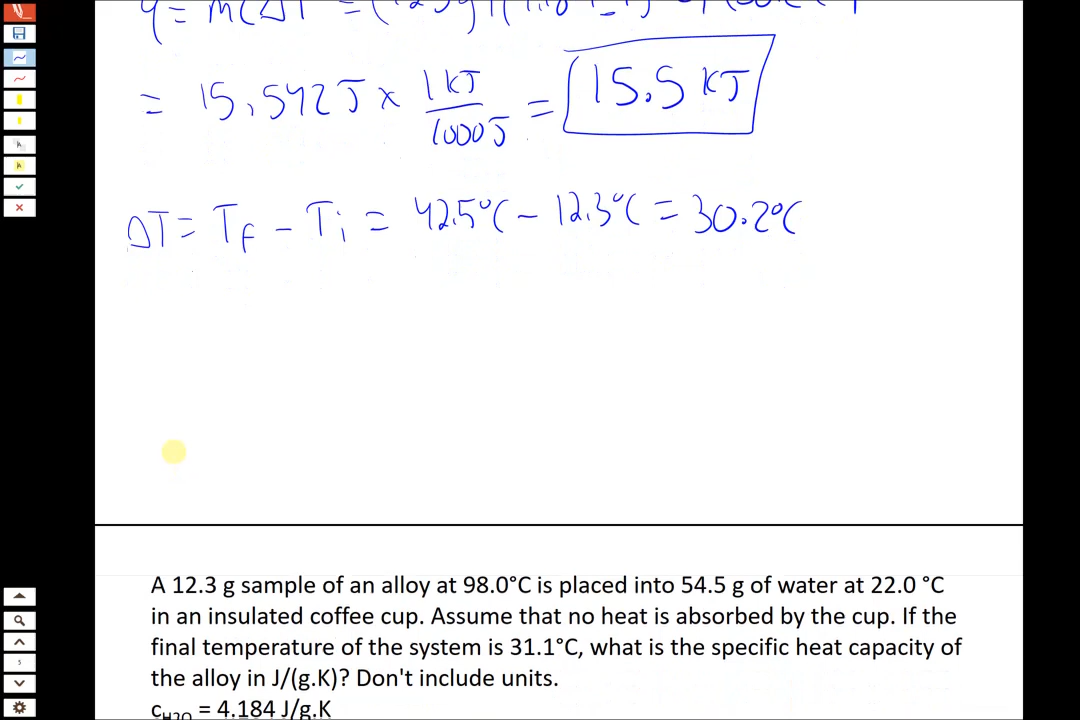 q = mCΔT = (
= 15,542 J x 1 kJ / 1000 J = 15.5 kJ
ΔT = Tf - Ti = 42.5°C - 12.3°C = 30.2°C
A 12.3 g sample of an alloy at 98.0°C is placed into 54.5 g of water at 22.0 °C
in an insulated coffee cup. Assume that no heat is absorbed by the cup. If the
final temperature of the system is 31.1°C, what is the specific heat capacity of
the alloy in J/(g.K)? Don't include units.
cH2O = 4.184 J/g.K